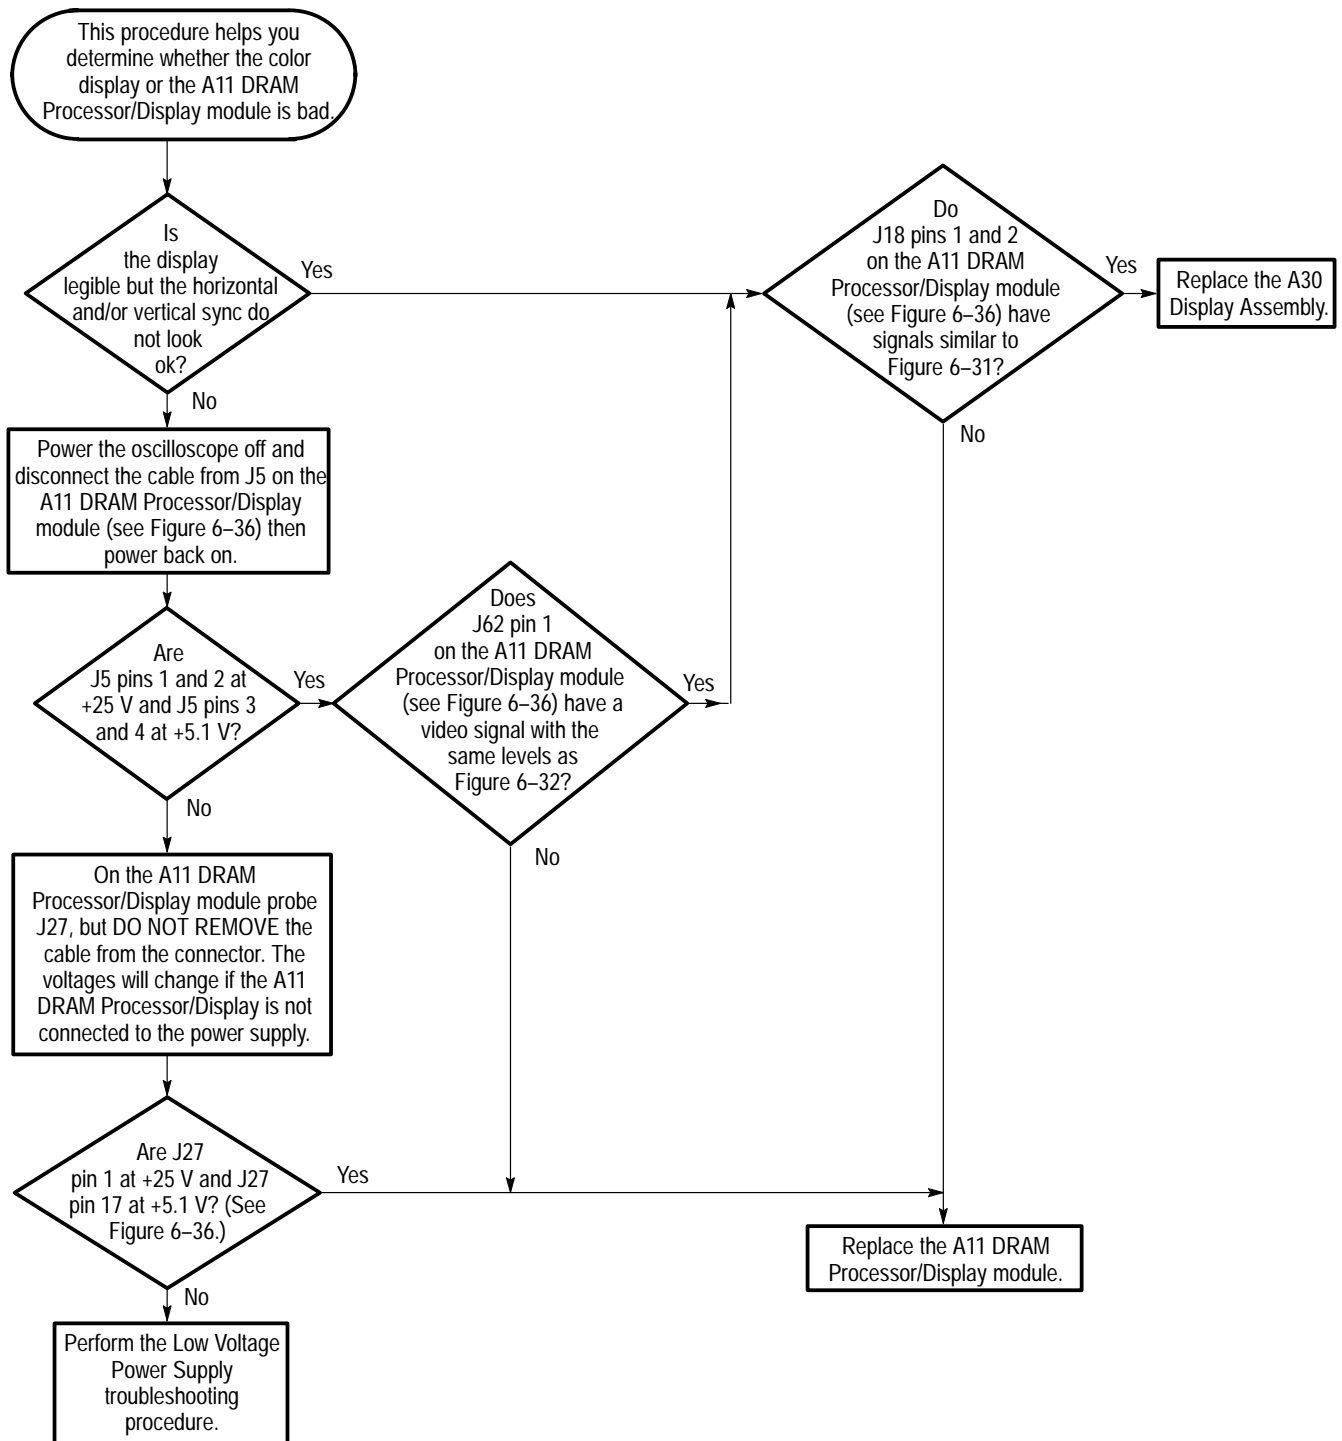 This procedure helps you
determine whether the color
display or the A11 DRAM
Processor/Display module is bad.
Is
the display
legible but the horizontal
and/or vertical sync do
not look
ok?
Yes
No
Do
J18 pins 1 and 2
on the A11 DRAM
Processor/Display module
(see Figure 6–36) have
signals similar to
Figure 6–31?
Yes
No
Replace the A30
Display Assembly.
Power the oscilloscope off and
disconnect the cable from J5 on the
A11 DRAM Processor/Display
module (see Figure 6–36) then
power back on.
Are
J5 pins 1 and 2 at
+25 V and J5 pins 3
and 4 at +5.1 V?
Yes
No
Does
J62 pin 1
on the A11 DRAM
Processor/Display module
(see Figure 6–36) have a
video signal with the
same levels as
Figure 6–32?
Yes
No
On the A11 DRAM
Processor/Display module probe
J27, but DO NOT REMOVE the
cable from the connector. The
voltages will change if the A11
DRAM Processor/Display is not
connected to the power supply.
Are J27
pin 1 at +25 V and J27
pin 17 at +5.1 V? (See
Figure 6–36.)
Yes
No
Replace the A11 DRAM
Processor/Display module.
Perform the Low Voltage
Power Supply
troubleshooting
procedure.